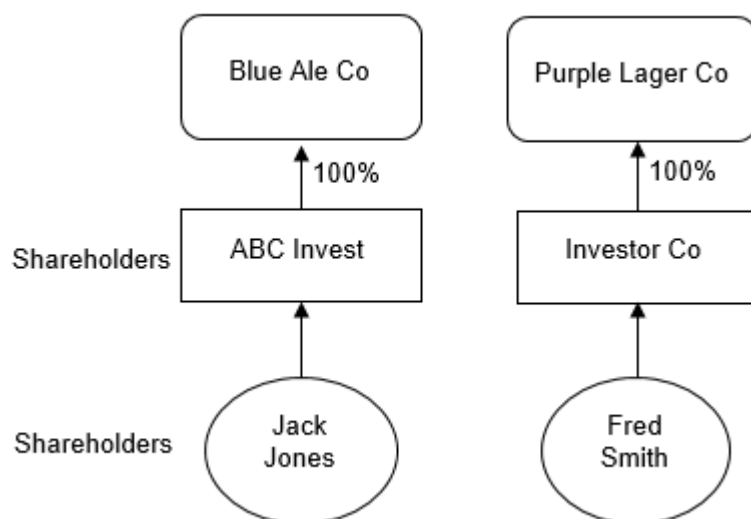 Blue Ale Co
Purple Lager Co
100%
100%
Shareholders
ABC Invest
Investor Co
Shareholders
Jack
Jones
Fred
Smith